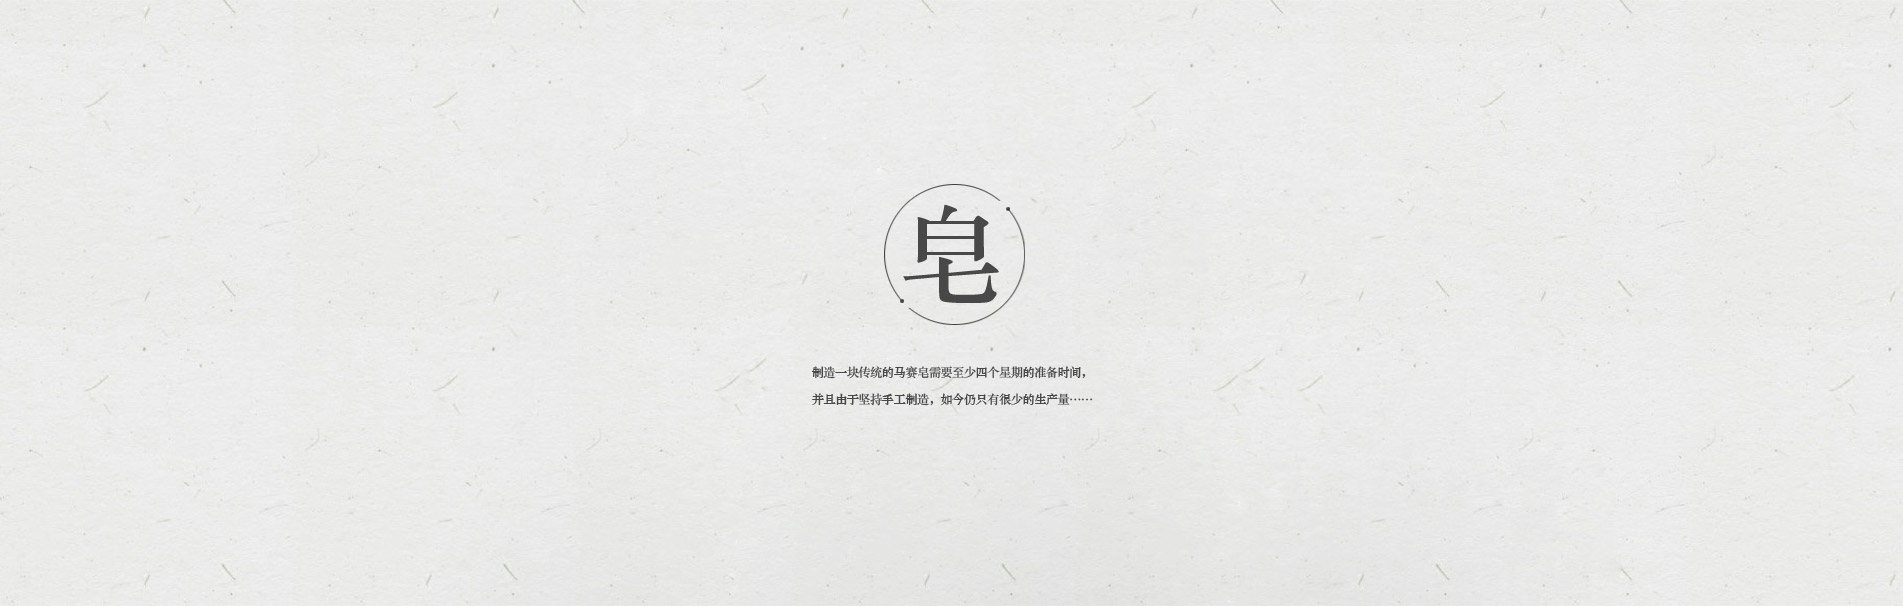 皂
制造一块传统的马赛皂需要至少四个星期的准备时间，
并且由于坚持手工制造，如今仍只有很少的生产量……